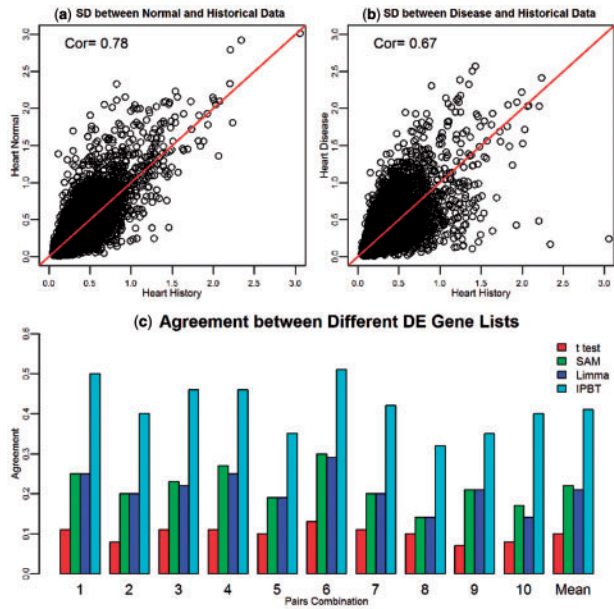 (a) SD between Normal and Historical Data
Cor= 0.78
Heart Normal
0.0 0.5 1.0 1.5 2.0 2.5 3.0
0.0 0.5 1.0 1.5 2.0 2.5 3.0
Heart History
(b) SD between Disease and Historical Data
Cor= 0.67
Heart Disease
0.0 0.5 1.0 1.5 2.0 2.5 3.0
0.0 0.5 1.0 1.5 2.0 2.5 3.0
Heart History
(c) Agreement between Different DE Gene Lists
t test
SAM
Limma
IPBT
Agreement
0.0 0.1 0.2 0.3 0.4 0.5 0.6
1 2 3 4 5 6 7 8 9 10 Mean
Pairs Combination